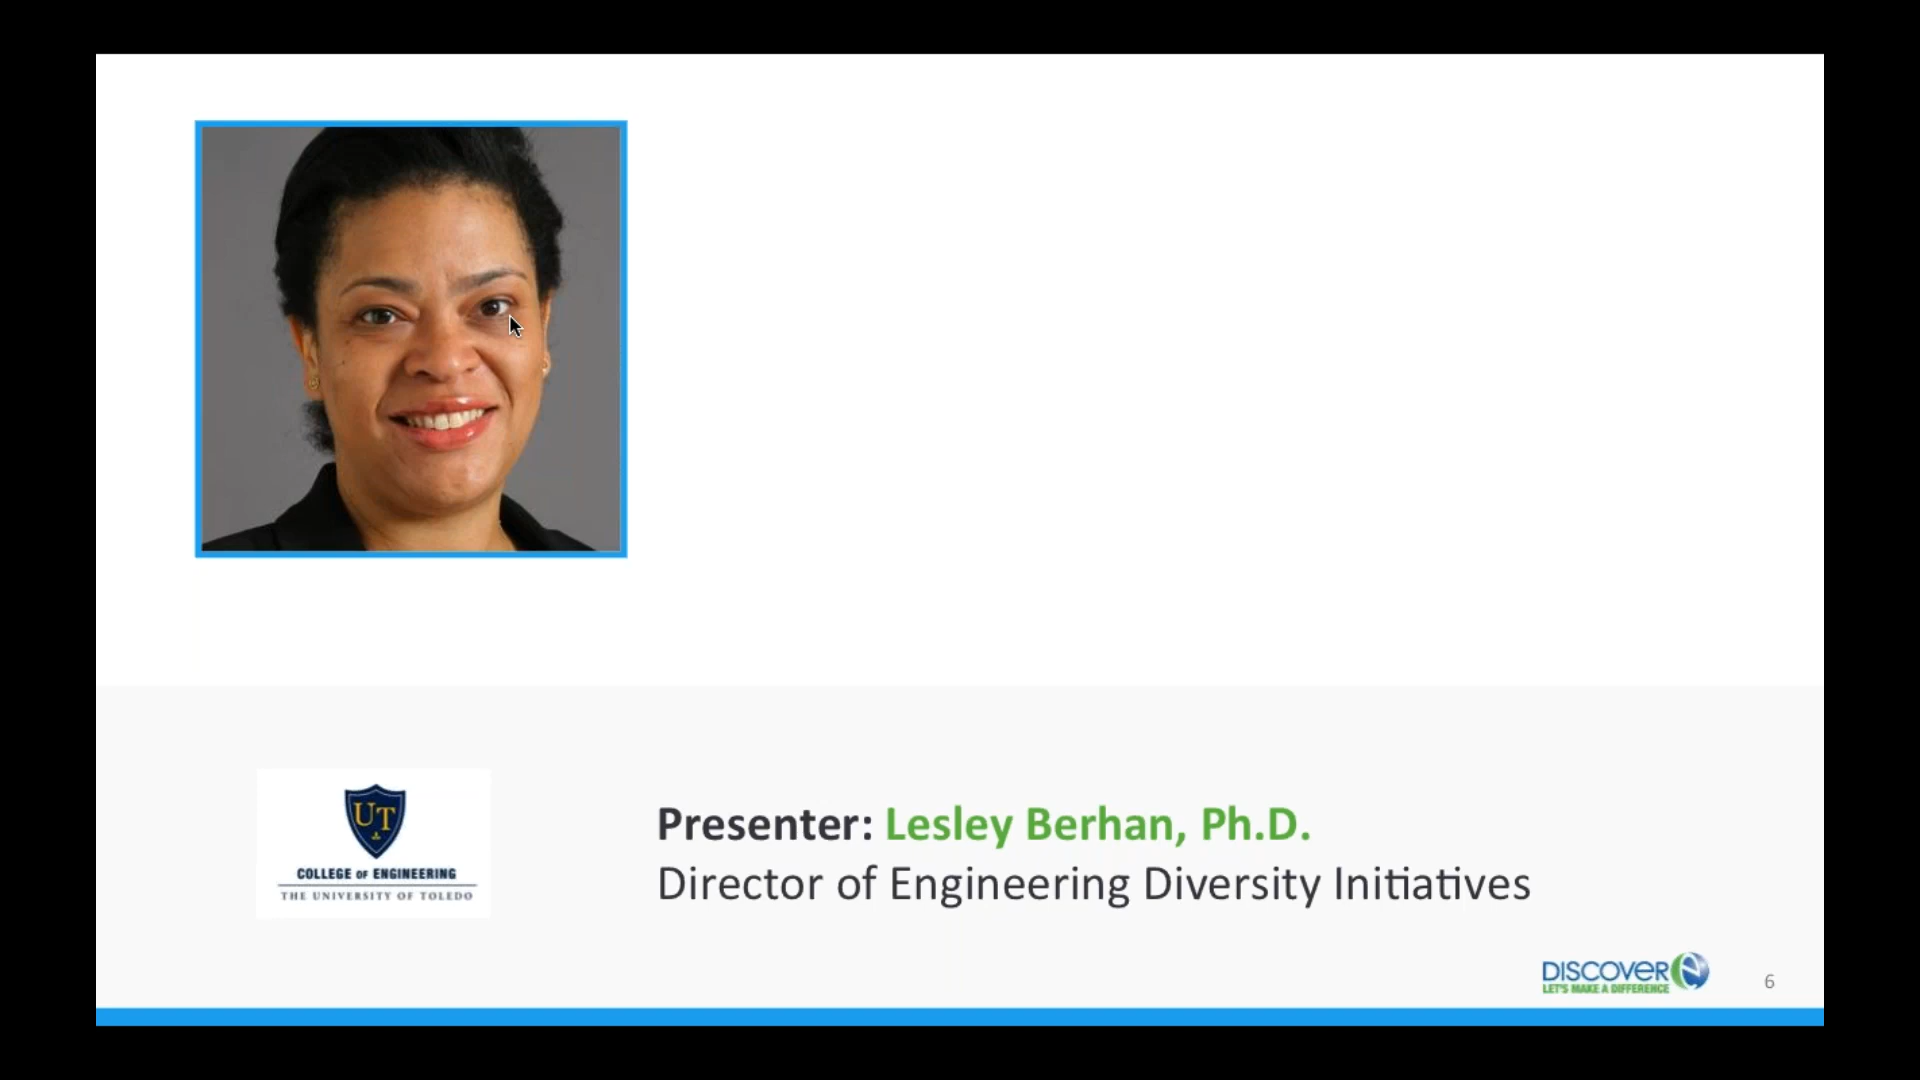 UT
COLLEGE OF ENGINEERING
THE UNIVERSITY OF TOLEDO
Presenter: Lesley Berhan, Ph.D.
Director of Engineering Diversity Initiatives
DISCOVER e
LET'S MAKE A DIFFERENCE
6